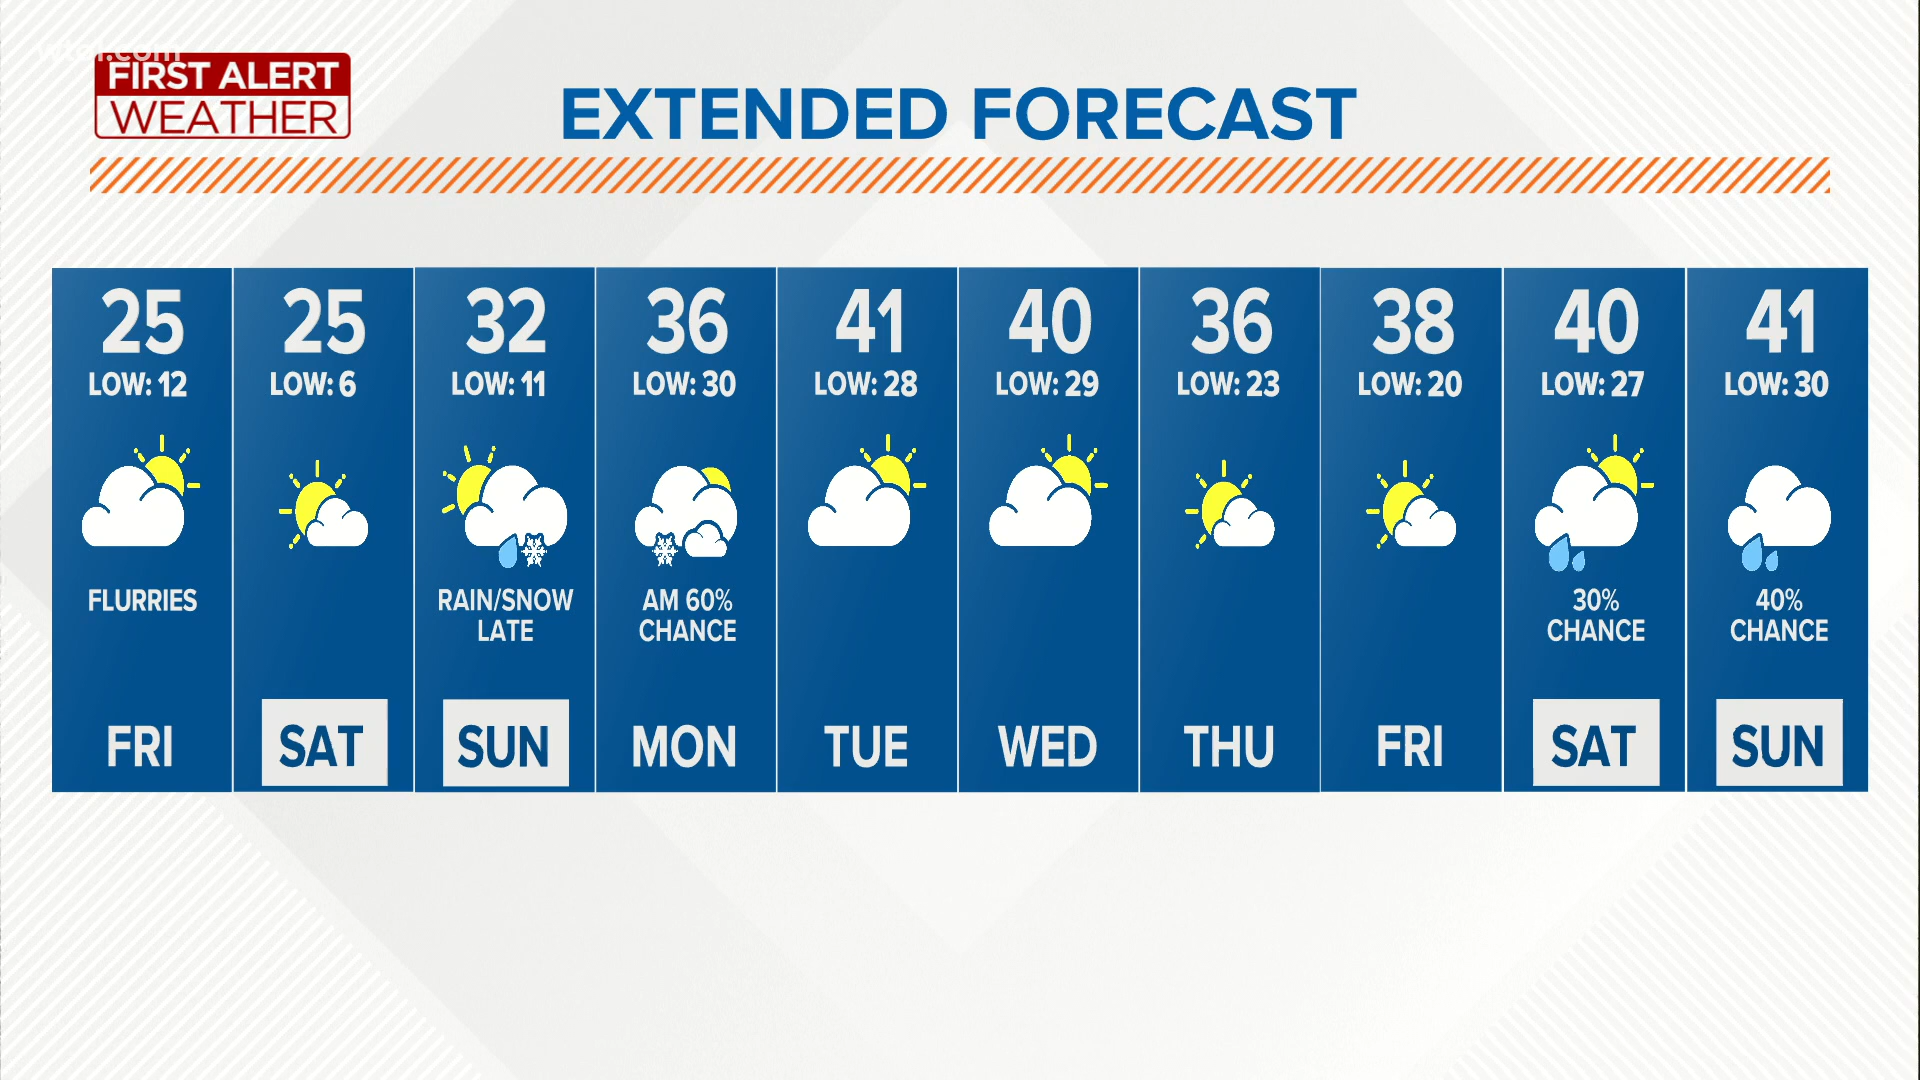 FIRST ALERT
WEATHER
EXTENDED FORECAST
25
LOW: 12
FLURRIES
FRI
25
LOW: 6
SAT
32
LOW: 11
RAIN/SNOW
LATE
SUN
36
LOW: 30
AM 60%
CHANCE
MON
41
LOW: 28
TUE
40
LOW: 29
WED
36
LOW: 23
THU
38
LOW: 20
FRI
40
LOW: 27
30%
CHANCE
SAT
41
LOW: 30
40%
CHANCE
SUN